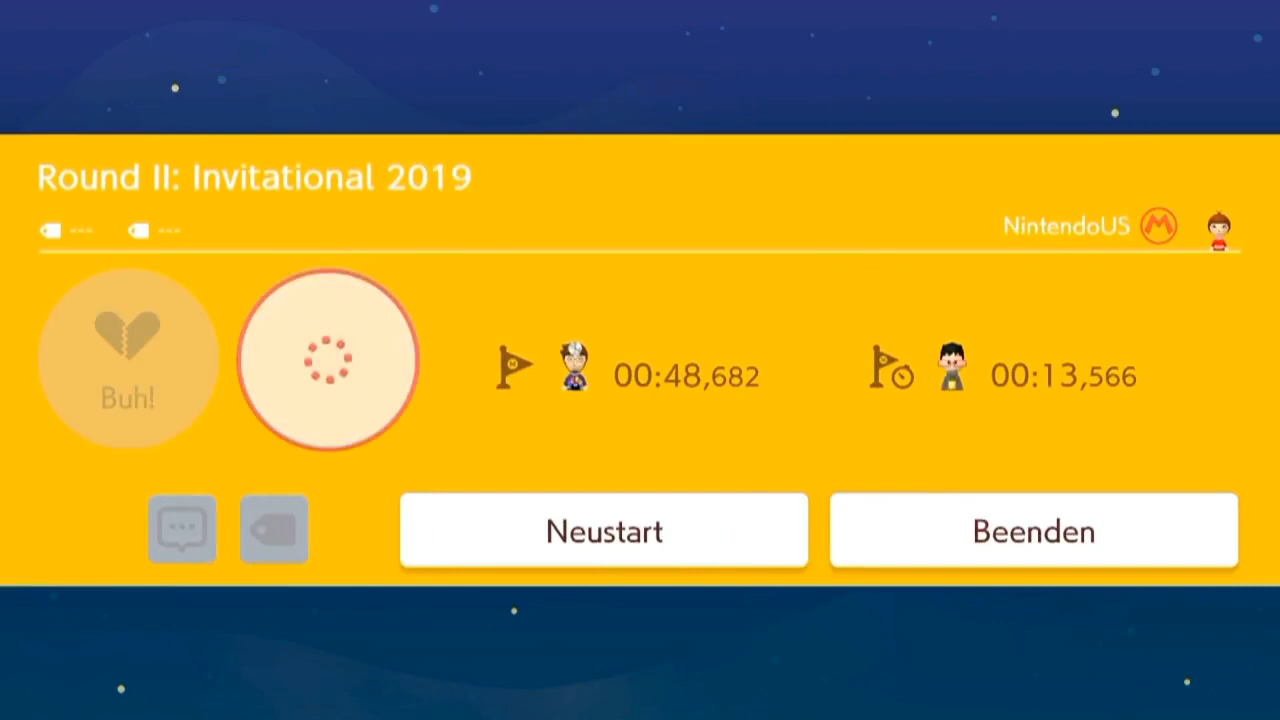 Round II: Invitational 2019
--- ---
NintendoUS
Buh!
00:48,682
00:13,566
Neustart
Beenden